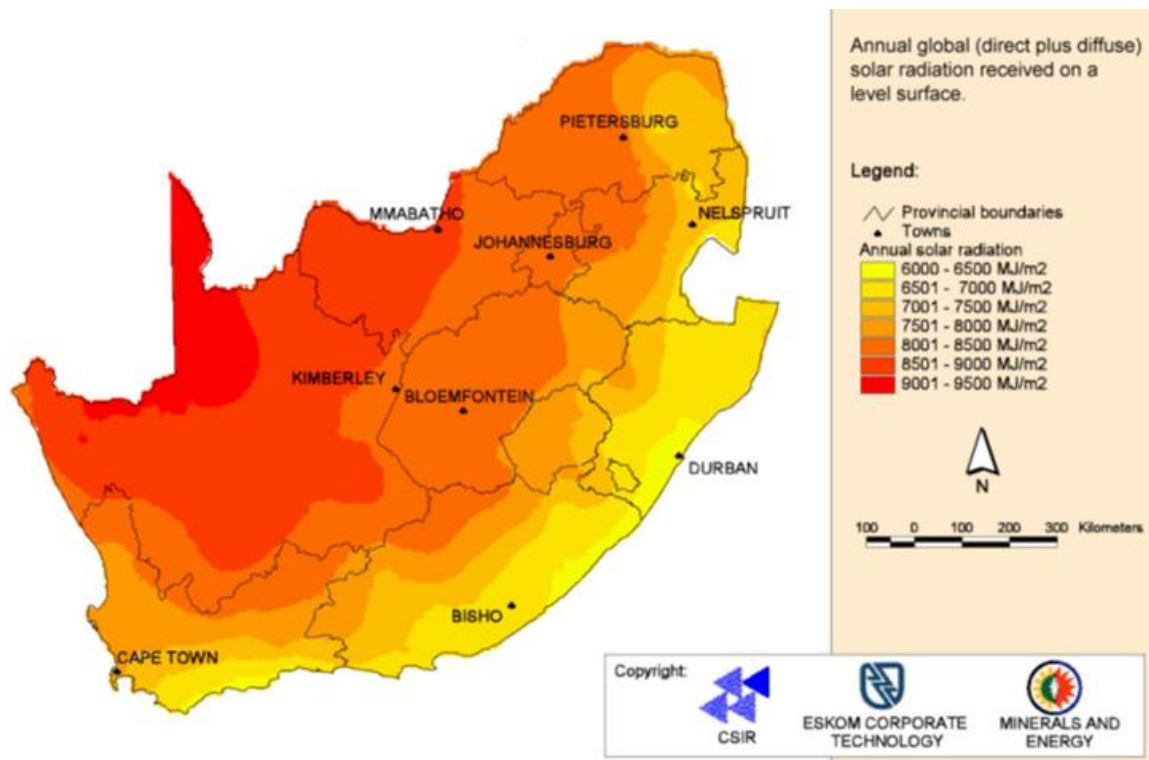 Annual global (direct plus diffuse)
solar radiation received on a
level surface.
PIETERSBURG
MMABATHO
NELSPRUIT
JOHANNESBURG
KIMBERLEY
BLOEMFONTEIN
DURBAN
BISHO
CAPE TOWN
Legend:
Provincial boundaries
Towns
Annual solar radiation
6000 - 6500 MJ/m2
6501 - 7000 MJ/m2
7001 - 7500 MJ/m2
7501 - 8000 MJ/m2
8001 - 8500 MJ/m2
8501 - 9000 MJ/m2
9001 - 9500 MJ/m2
N
100 0 100 200 300 Kilometers
Copyright:
CSIR
ESKOM CORPORATE
TECHNOLOGY
MINERALS AND
ENERGY